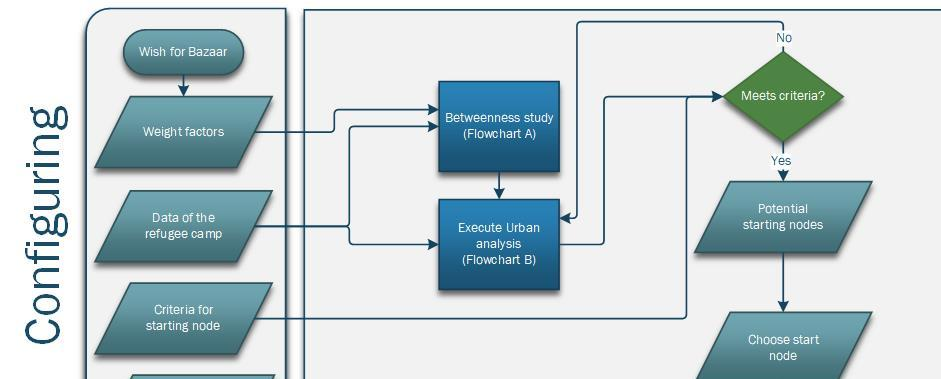 Configuring
Wish for Bazaar
Weight factors
Data of the
refugee camp
Criteria for
starting node
Betweenness study
(Flowchart A)
Execute Urban
analysis
(Flowchart B)
No
Meets criteria?
Yes
Potential
starting nodes
Choose start
node